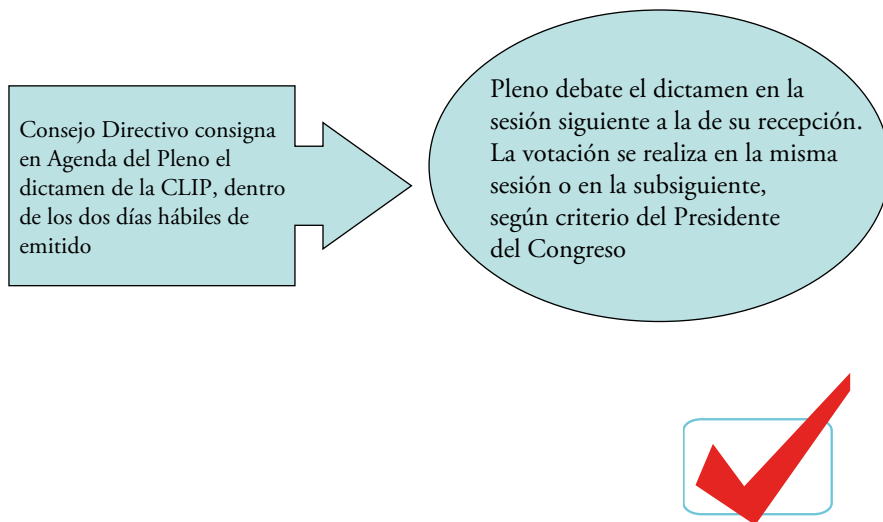 Consejo Directivo consigna
en Agenda del Pleno el
dictamen de la CLIP, dentro
de los dos días hábiles de
emitido
Pleno debate el dictamen en la
sesión siguiente a la de su recepción.
La votación se realiza en la misma
sesión o en la subsiguiente,
según criterio del Presidente
del Congreso